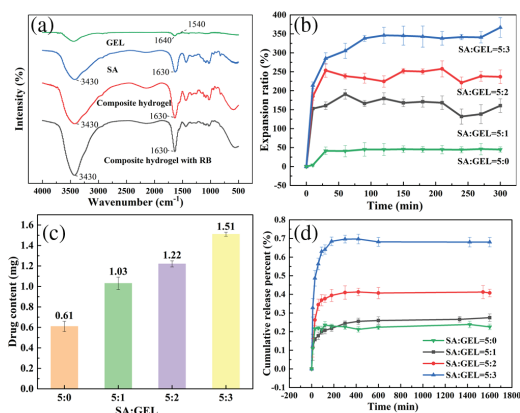 (a)
1540
GEL
1640
SA
3430
1630
Composite hydrogel
3430
1630
Composite hydrogel with RB
3430
1630
Intensity (%)
4000 3500 3000 2500 2000 1500 1000 500
Wavenumber (cm-1)
(b)
400
350
300
250
200
150
100
50
0
SA:GEL=5:3
SA:GEL=5:2
SA:GEL=5:1
SA:GEL=5:0
Expansion ratio (%)
0 50 100 150 200 250 300
Time (min)
(c)
1.6
1.4
1.2
1.0
0.8
0.6
0.4
0.2
0.0
0.61
1.03
1.22
1.51
Drug content (mg)
5:0 5:1 5:2 5:3
SA:GEL
(d)
0.8
0.7
0.6
0.5
0.4
0.3
0.2
0.1
0.0
Cumulative release percent (%)
SA:GEL=5:0
SA:GEL=5:1
SA:GEL=5:2
SA:GEL=5:3
-200 0 200 400 600 800 1000 1200 1400 1600 1800
Time (min)